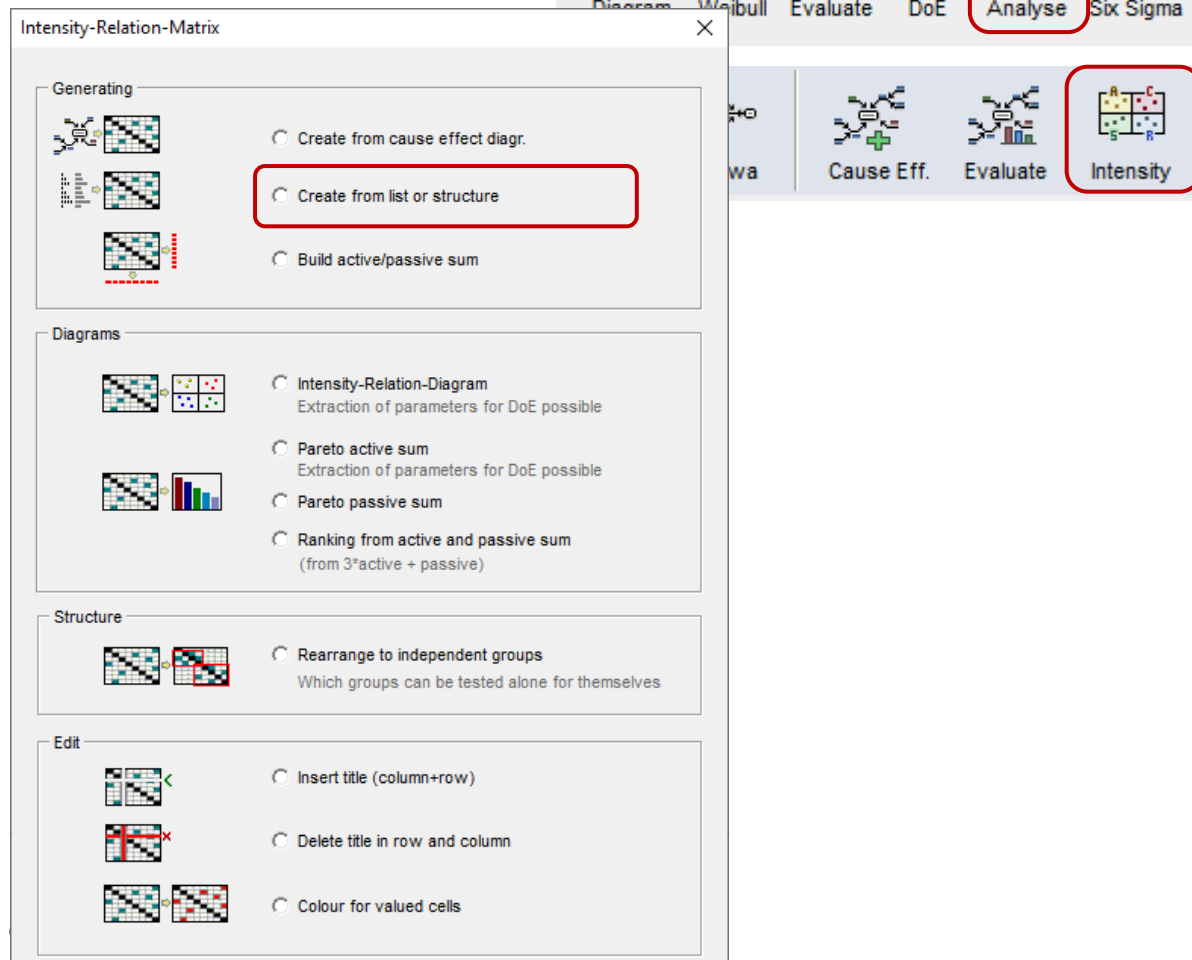 Diagram Weibull Evaluate DoE Analyse Six Sigma
Intensity-Relation-Matrix
Generating
Create from cause effect diagr.
Create from list or structure
Build active/passive sum
wa Cause Eff. Evaluate Intensity
A C
S R
Diagrams
Intensity-Relation-Diagram
Extraction of parameters for DoE possible
Pareto active sum
Extraction of parameters for DoE possible
Pareto passive sum
Ranking from active and passive sum
(from 3*active + passive)
Structure
Rearrange to independent groups
Which groups can be tested alone for themselves
Edit
Insert title (column+row)
Delete title in row and column
Colour for valued cells